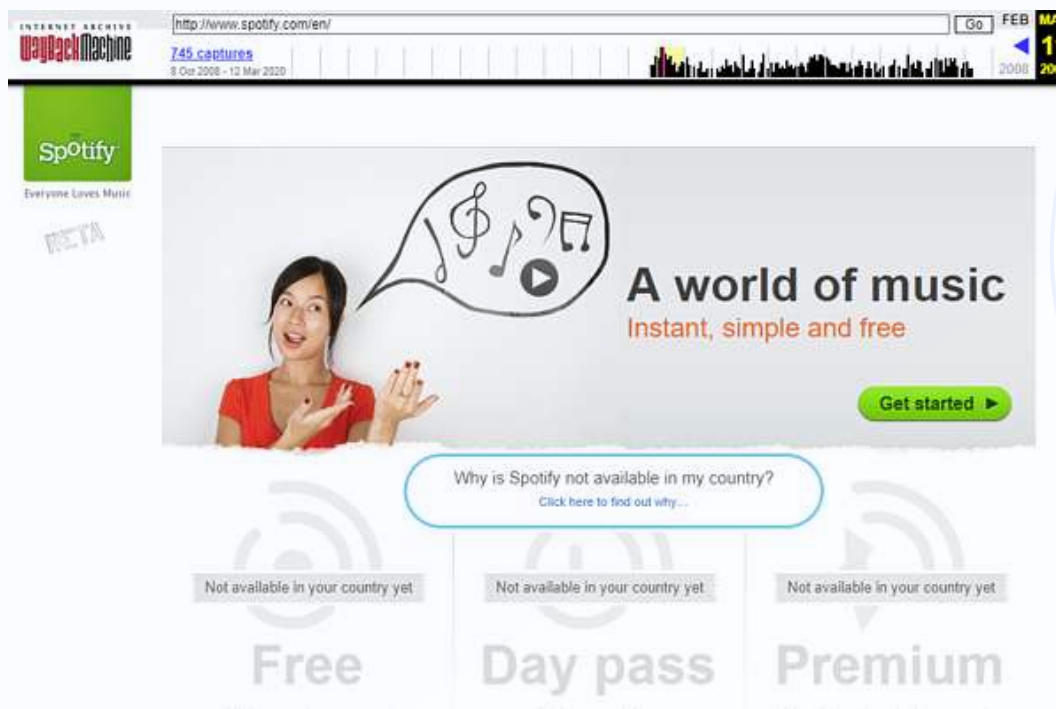 INTERNET ARCHIVE
WayBackMachine
http://www.spotify.com/en/
Go
FEB
745 captures
8 Oct 2008 - 12 Mar 2020
2008
Spotify
Everyone Loves Music
BETA
A world of music
Instant, simple and free
Get started
Why is Spotify not available in my country?
Click here to find out why...
Not available in your country yet
Not available in your country yet
Not available in your country yet
Free
Day pass
Premium